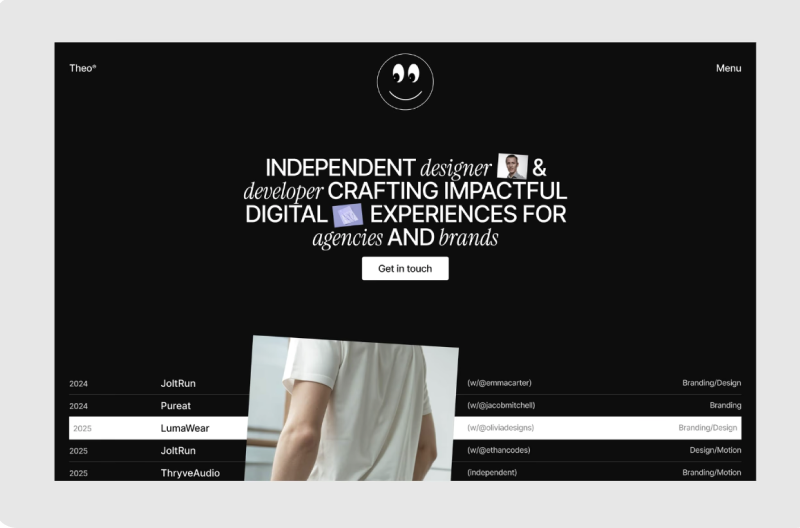 Theo®
Menu
INDEPENDENT designer &
developer CRAFTING IMPACTFUL
DIGITAL EXPERIENCES FOR
agencies AND brands
Get in touch
2024 JoltRun (w/@emmacarter) Branding/Design
2024 Pureat (w/@jacobmitchell) Branding
2025 LumaWear (w/@oliviadesigns) Branding/Design
2025 JoltRun (w/@ethancodes) Design/Motion
2025 ThryveAudio (independent) Branding/Motion